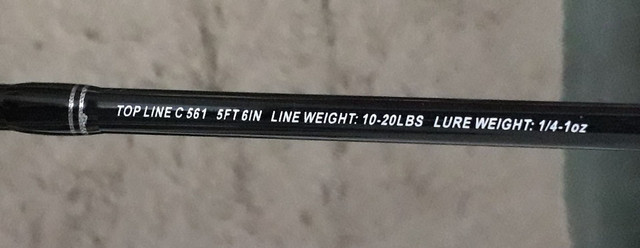 TOP LINE C 561 5FT 6IN LINE WEIGHT: 10-20LBS LURE WEIGHT: 1/4-1oz